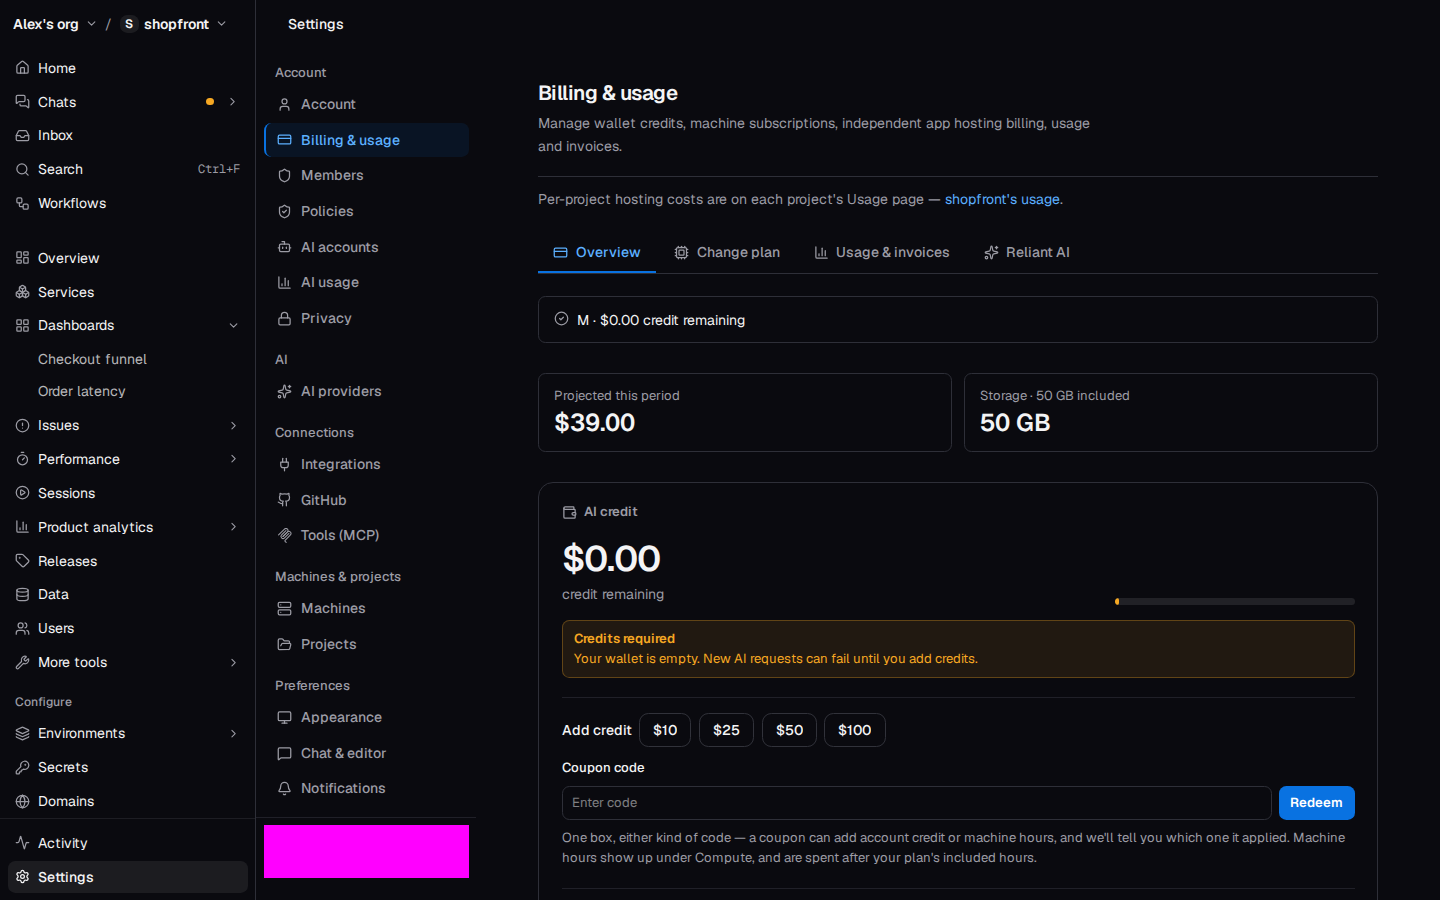 Alex's org / S shopfront
Home
Chats
Inbox
Search Ctrl+F
Workflows
Overview
Services
Dashboards
Checkout funnel
Order latency
Issues
Performance
Sessions
Product analytics
Releases
Data
Users
More tools
Configure
Environments
Secrets
Domains
Activity
Settings
Settings
Account
Account
Billing & usage
Members
Policies
AI accounts
AI usage
Privacy
AI
AI providers
Connections
Integrations
GitHub
Tools (MCP)
Machines & projects
Machines
Projects
Preferences
Appearance
Chat & editor
Notifications
Billing & usage
Manage wallet credits, machine subscriptions, independent app hosting billing, usage
and invoices.
Per-project hosting costs are on each project's Usage page — shopfront's usage.
Overview Change plan Usage & invoices Reliant AI
M · $0.00 credit remaining
Projected this period
$39.00
Storage · 50 GB included
50 GB
AI credit
$0.00
credit remaining
Credits required
Your wallet is empty. New AI requests can fail until you add credits.
Add credit $10 $25 $50 $100
Coupon code
Enter code Redeem
One box, either kind of code — a coupon can add account credit or machine hours, and we'll tell you which one it applied. Machine
hours show up under Compute, and are spent after your plan's included hours.